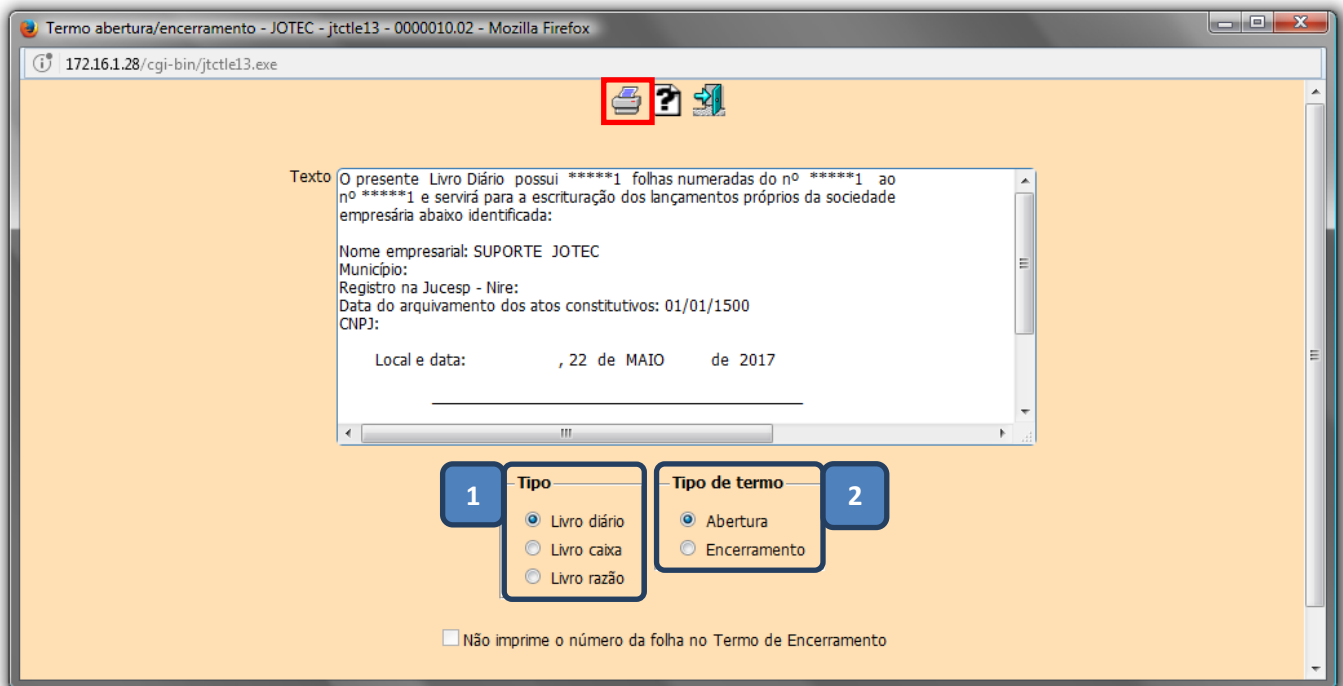 Termo abertura/encerramento - JOTEC - jtctle13 - 0000010.02 - Mozilla Firefox
172.16.1.28/cgi-bin/jtctle13.exe
Texto
O presente Livro Diário possui *****1 folhas numeradas do nº *****1 ao
nº *****1 e servirá para a escrituração dos lançamentos próprios da sociedade
empresária abaixo identificada:
Nome empresarial: SUPORTE JOTEC
Município:
Registro na Jucesp - Nire:
Data do arquivamento dos atos constitutivos: 01/01/1500
CNPJ:
Local e data: , 22 de MAIO de 2017
1
Tipo
Livro diário
Livro caixa
Livro razão
Tipo de termo
2
Abertura
Encerramento
Não imprime o número da folha no Termo de Encerramento